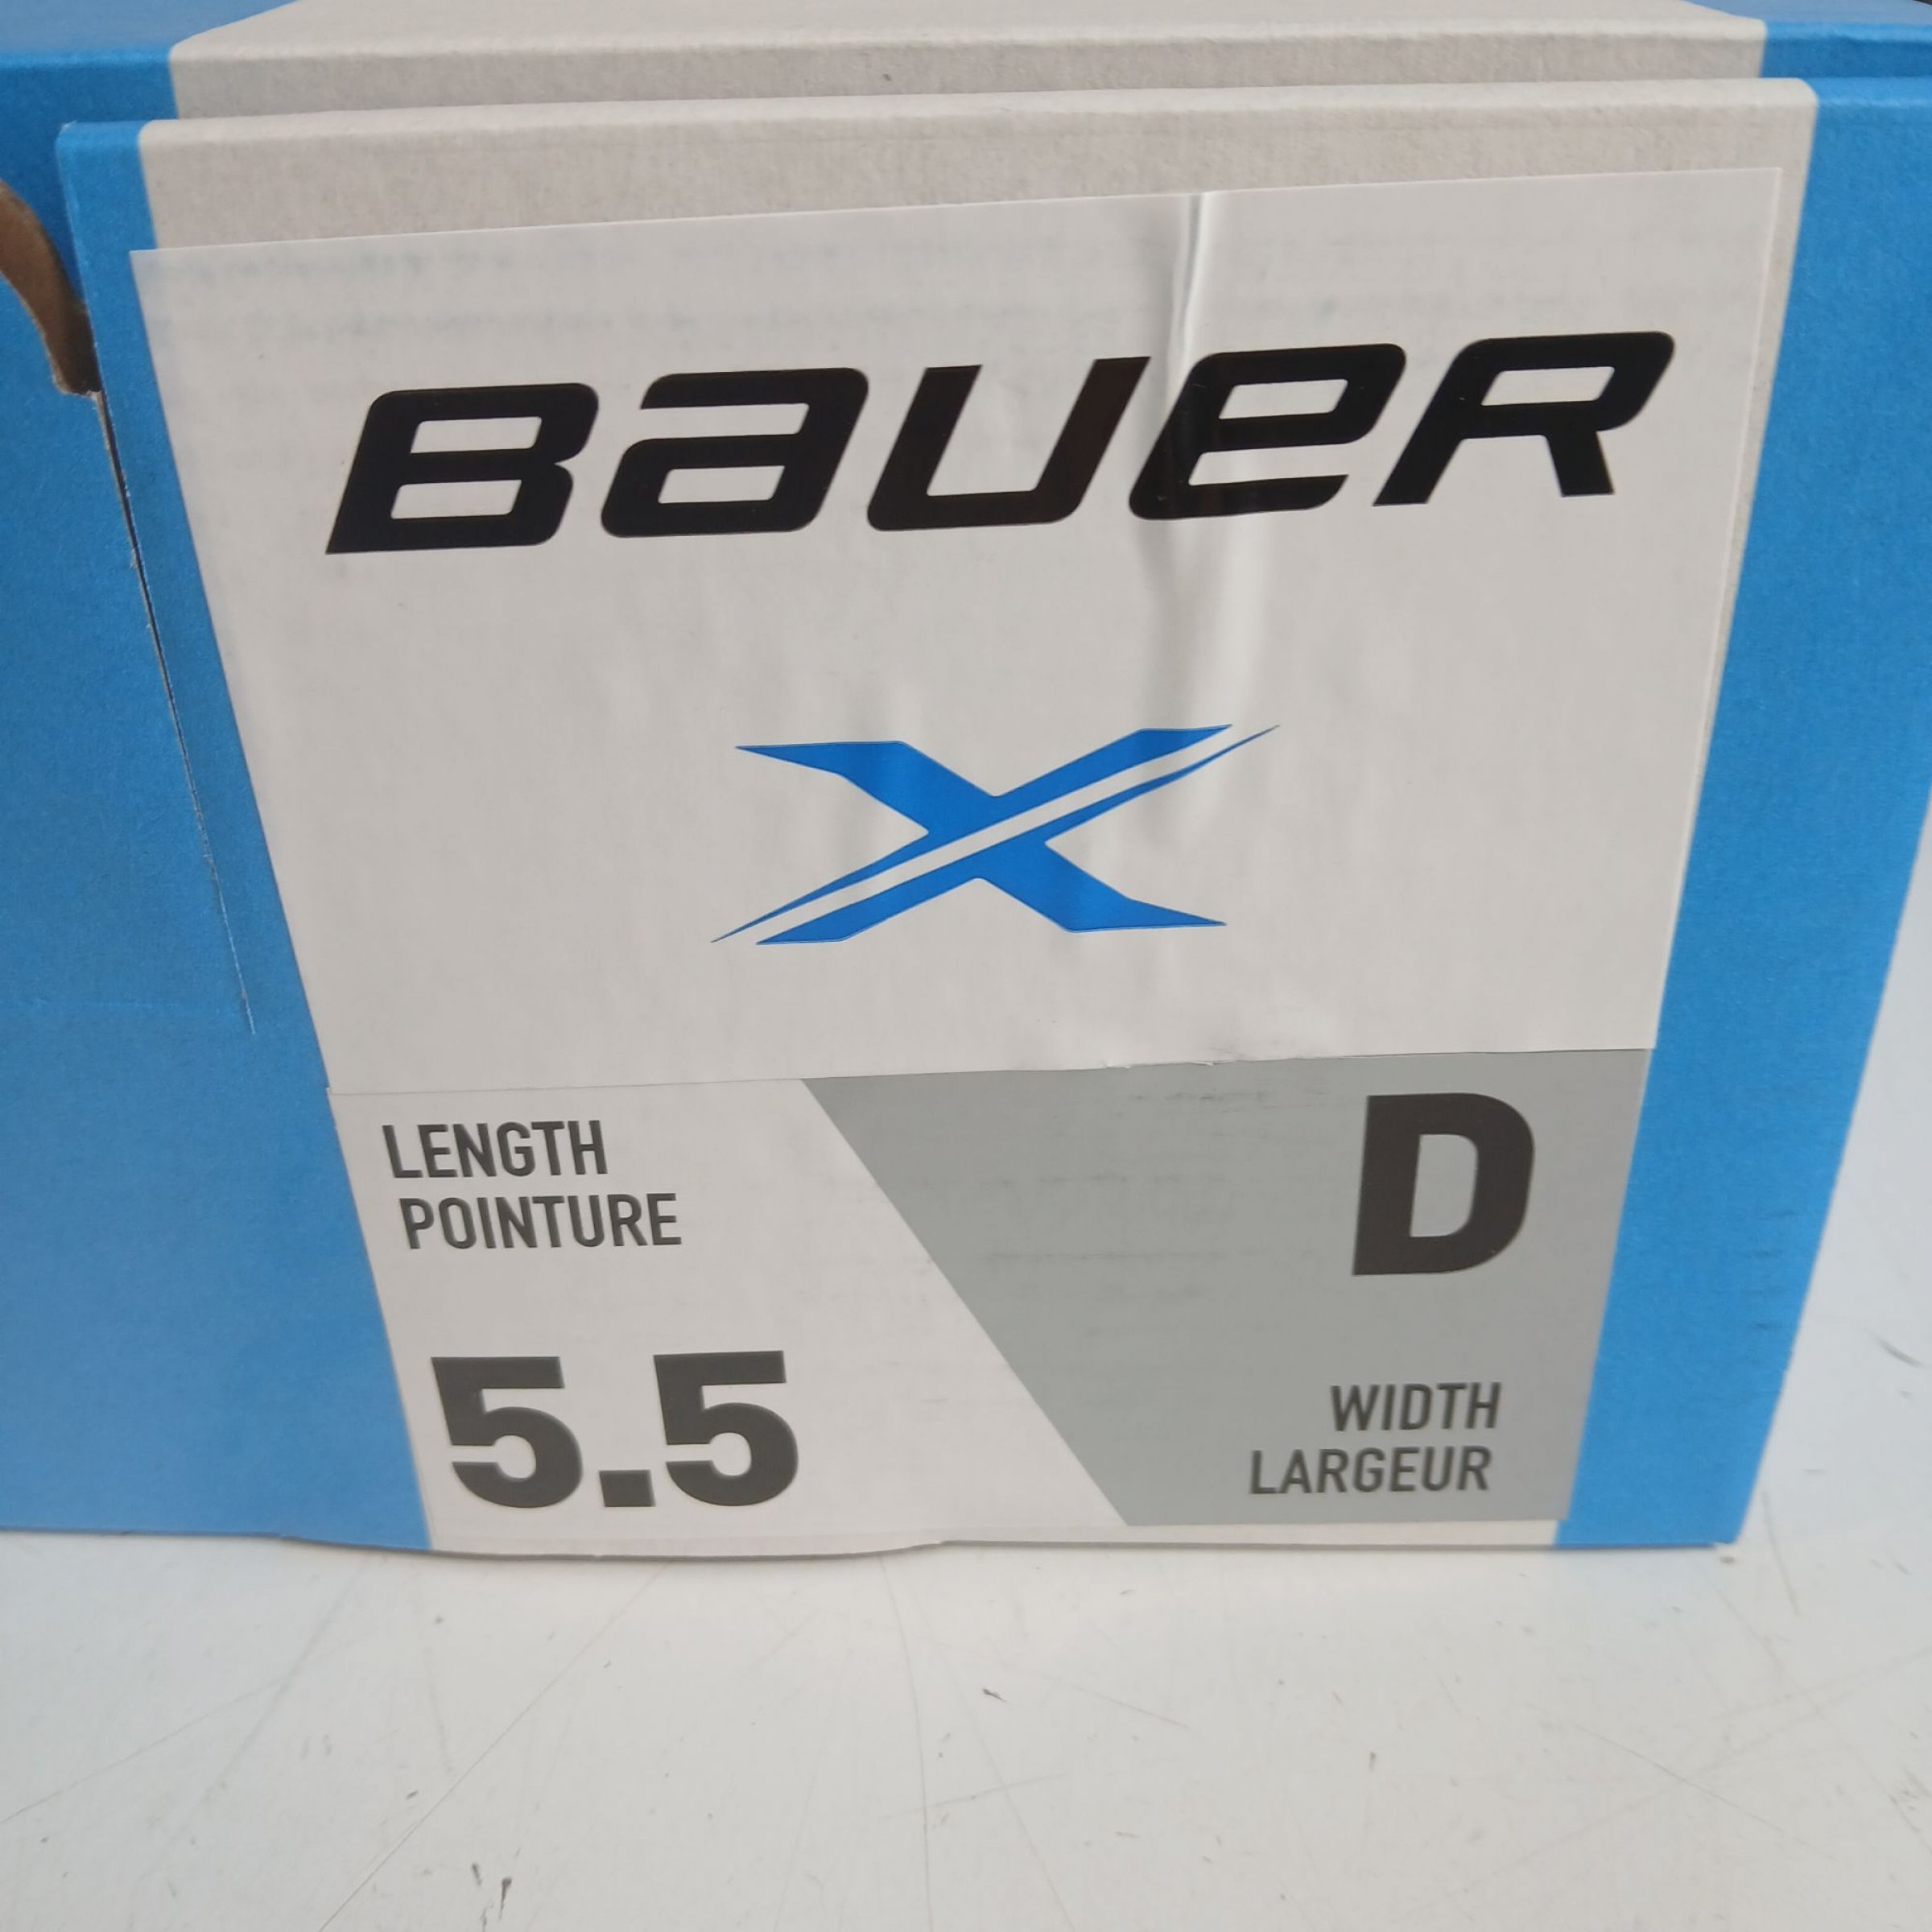 BAUER
X
LENGTH
POINTURE
5.5
D
WIDTH
LARGEUR